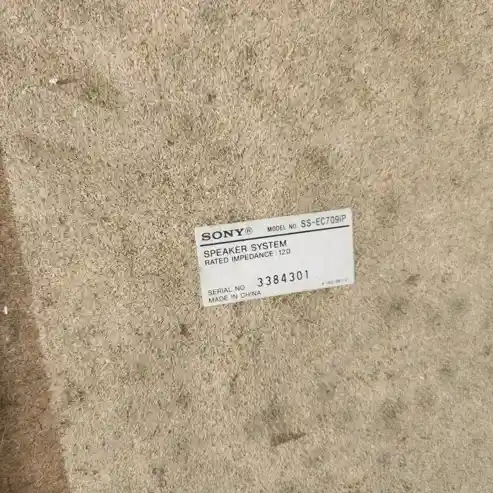 SONY® MODEL NO. SS-EC709iP
SPEAKER SYSTEM
RATED IMPEDANCE: 12Ω
SERIAL NO. 3384301
MADE IN CHINA